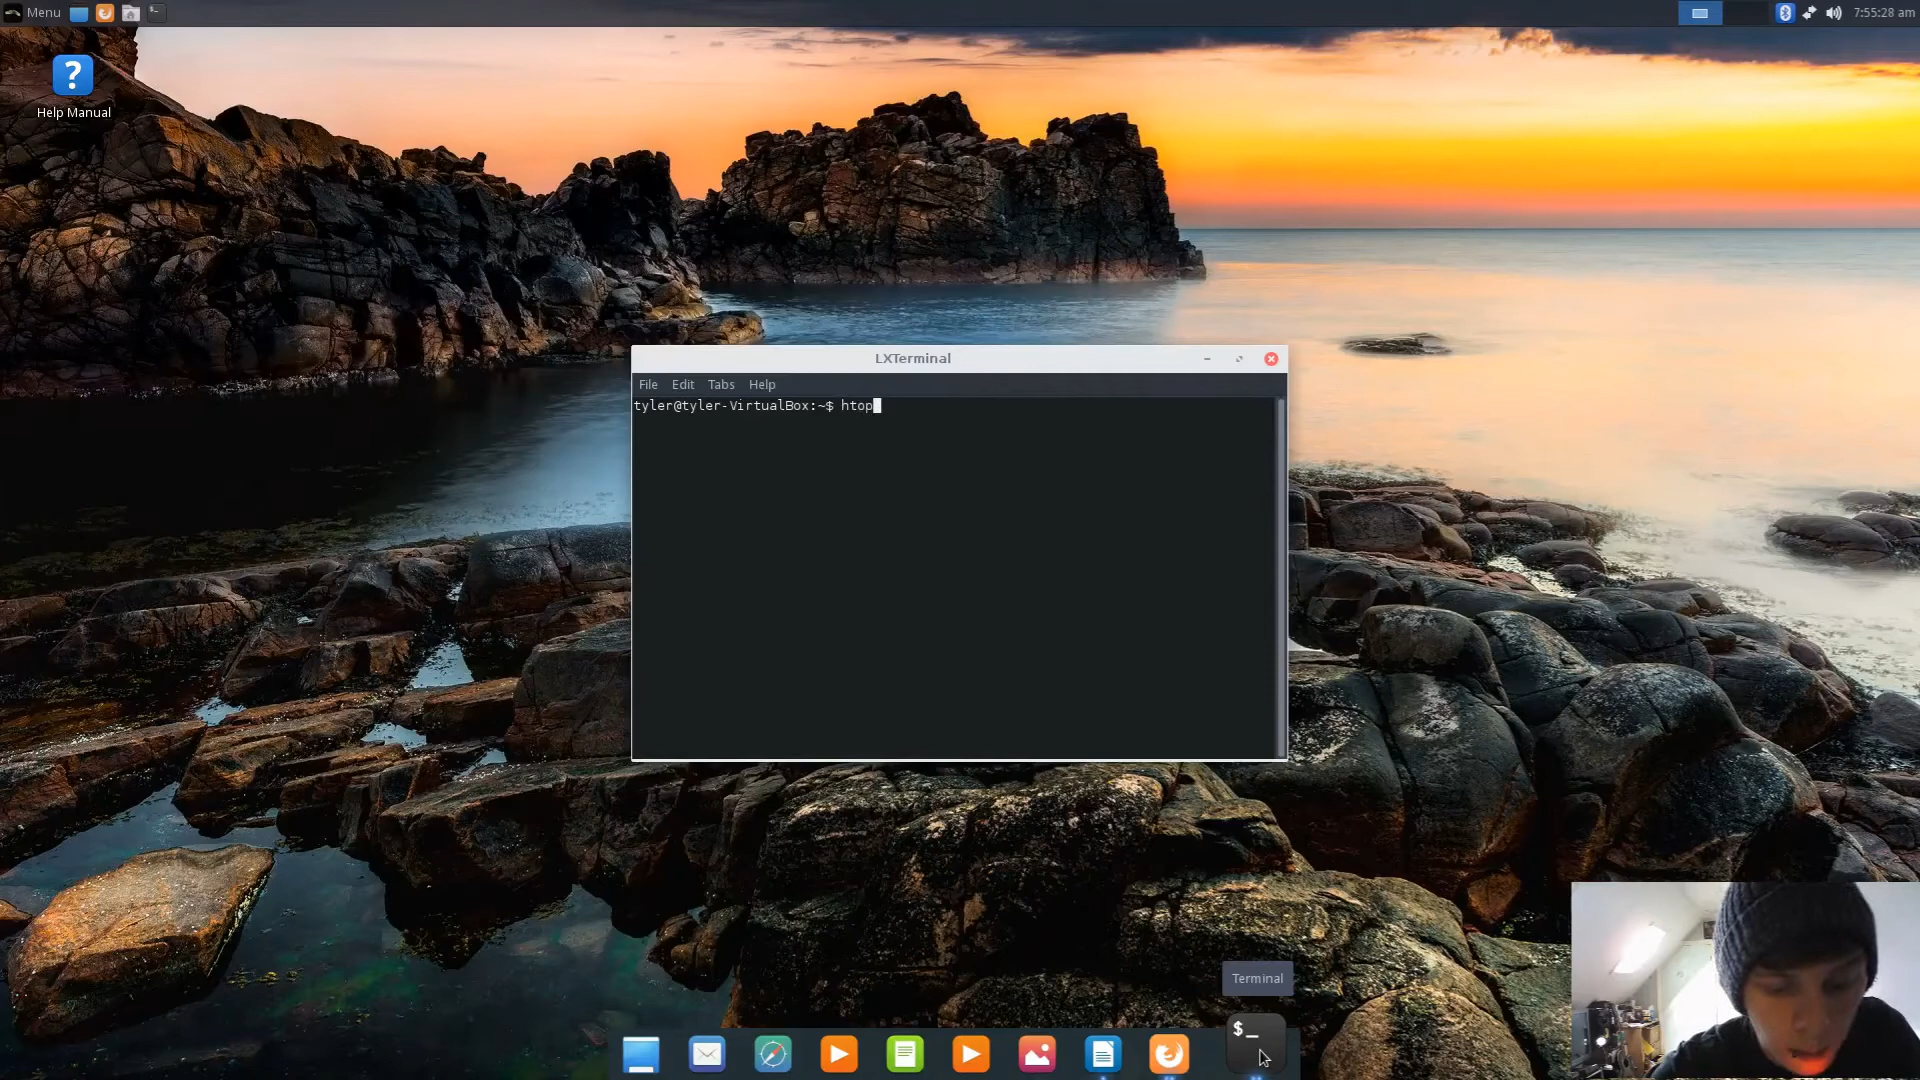 Menu
7:55:28 am
Help Manual
LXTerminal
File Edit Tabs Help
tyler@tyler-VirtualBox:~$ htop
Terminal
$_